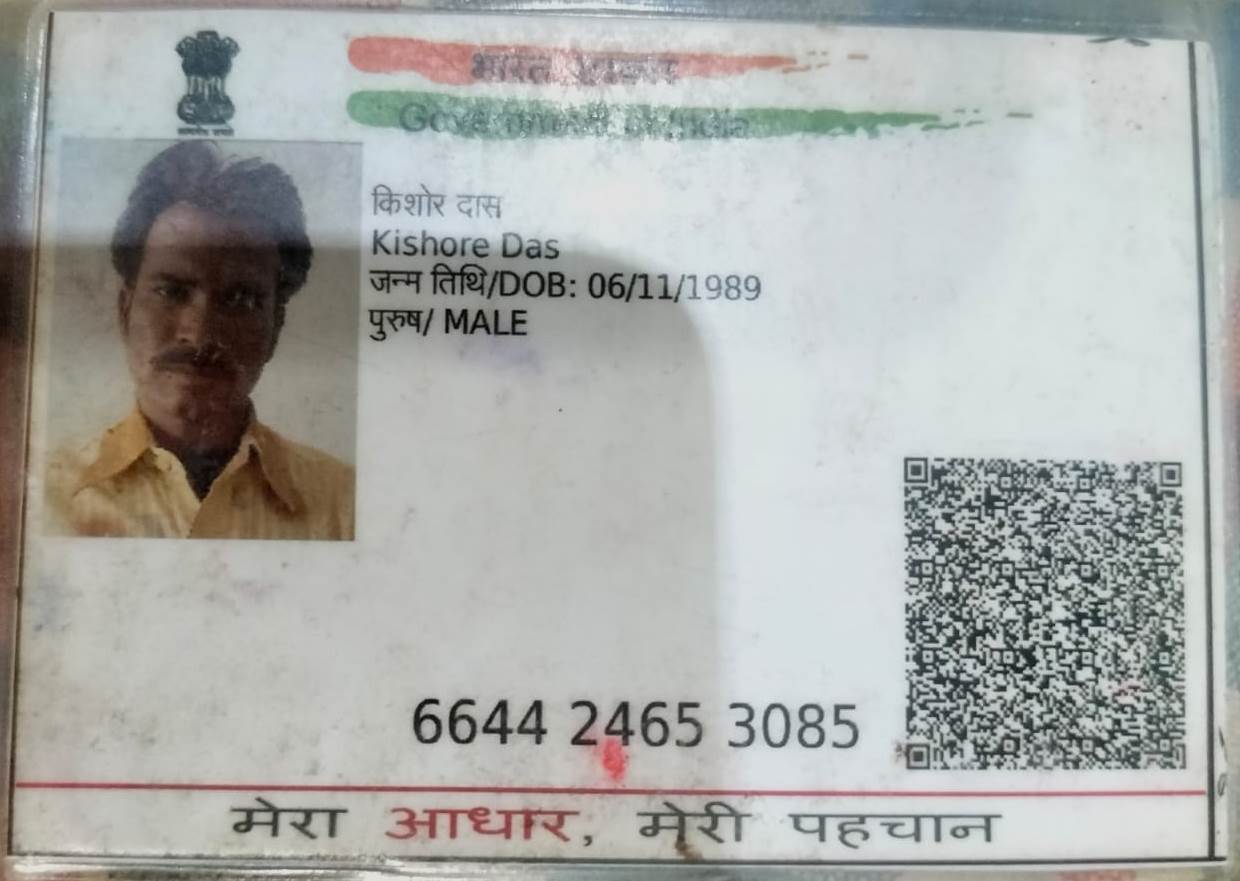 भारत सरकार
Government of India
किशोर दास
Kishore Das
जन्म तिथि/DOB: 06/11/1989
पुरुष/ MALE
6644 2465 3085
मेरा आधार, मेरी पहचान